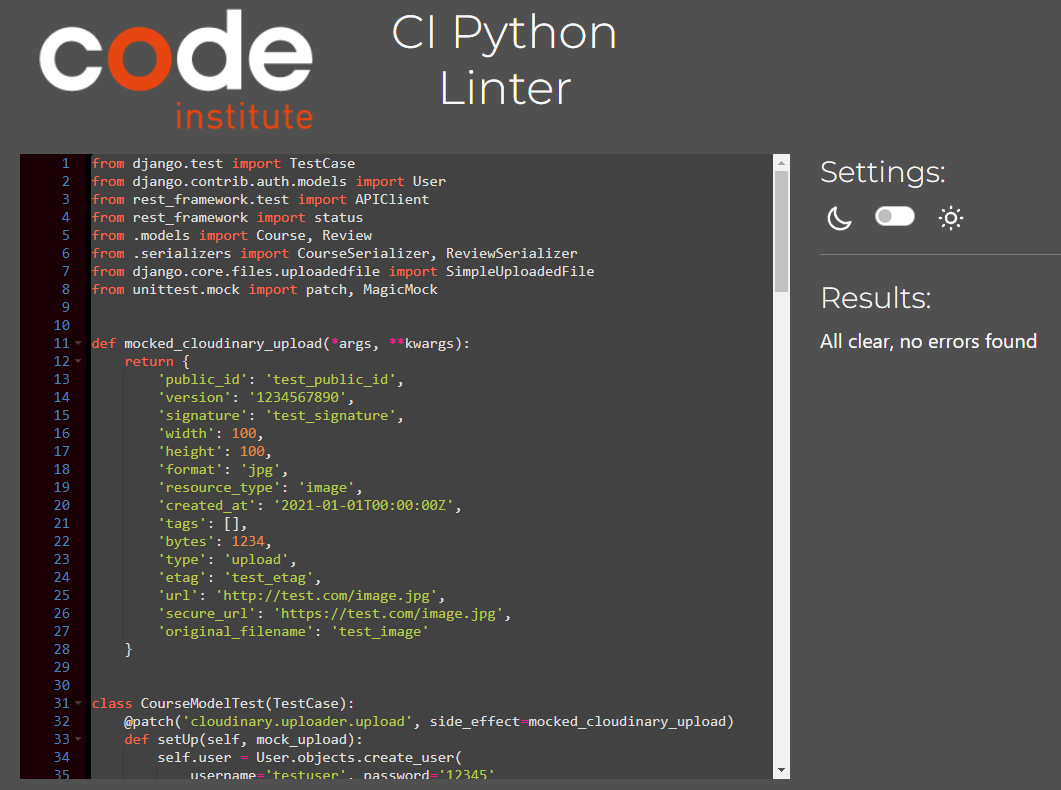 code
institute
CI Python
Linter
1 from django.test import TestCase
2 from django.contrib.auth.models import User
3 from rest_framework.test import APIClient
4 from rest_framework import status
5 from .models import Course, Review
6 from .serializers import CourseSerializer, ReviewSerializer
7 from django.core.files.uploadedfile import SimpleUploadedFile
8 from unittest.mock import patch, MagicMock
9
10
11 def mocked_cloudinary_upload(*args, **kwargs):
12     return {
13         'public_id': 'test_public_id',
14         'version': '1234567890',
15         'signature': 'test_signature',
16         'width': 100,
17         'height': 100,
18         'format': 'jpg',
19         'resource_type': 'image',
20         'created_at': '2021-01-01T00:00:00Z',
21         'tags': [],
22         'bytes': 1234,
23         'type': 'upload',
24         'etag': 'test_etag',
25         'url': 'http://test.com/image.jpg',
26         'secure_url': 'https://test.com/image.jpg',
27         'original_filename': 'test_image'
28     }
29
30
31 class CourseModelTest(TestCase):
32     @patch('cloudinary.uploader.upload', side_effect=mocked_cloudinary_upload)
33     def setUp(self, mock_upload):
34         self.user = User.objects.create_user(
35             username='testuser', password='12345'
Settings:
Results:
All clear, no errors found